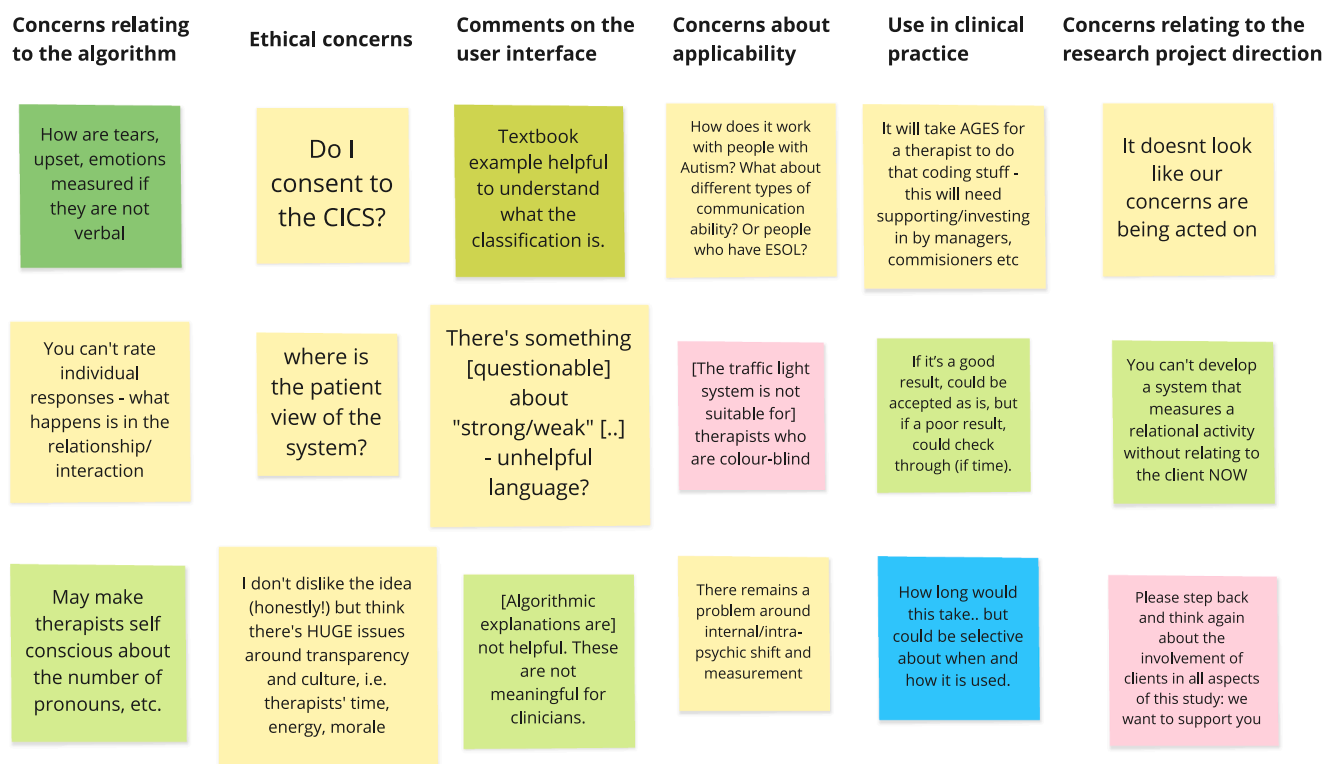 Concerns relating
to the algorithm
Ethical concerns
Comments on the
user interface
Concerns about
applicability
Use in clinical
practice
Concerns relating to the
research project direction
How are tears,
upset, emotions
measured if
they are not
verbal
Do I
consent to
the CICS?
Textbook
example helpful
to understand
what the
classification is.
How does it work
with people with
Autism? What about
different types of
communication
ability? Or people
who have ESOL?
It will take AGES for
a therapist to do
that coding stuff -
this will need
supporting/investing
in by managers,
commisioners etc
It doesnt look
like our
concerns are
being acted on
You can't rate
individual
responses - what
happens is in the
relationship/
interaction
where is
the patient
view of the
system?
There's something
[questionable]
about
"strong/weak" [..]
- unhelpful
language?
[The traffic light
system is not
suitable for]
therapists who
are colour-blind
If it's a good
result, could be
accepted as is, but
if a poor result,
could check
through (if time).
You can't develop
a system that
measures a
relational activity
without relating to
the client NOW
May make
therapists self
conscious about
the number of
pronouns, etc.
I don't dislike the idea
(honestly!) but think
there's HUGE issues
around transparency
and culture, i.e.
therapists' time,
energy, morale
[Algorithmic
explanations are]
not helpful. These
are not
meaningful for
clinicians.
There remains a
problem around
internal/intra-
psychic shift and
measurement
How long would
this take.. but
could be selective
about when and
how it is used.
Please step back
and think again
about the
involvement of
clients in all aspects
of this study: we
want to support you